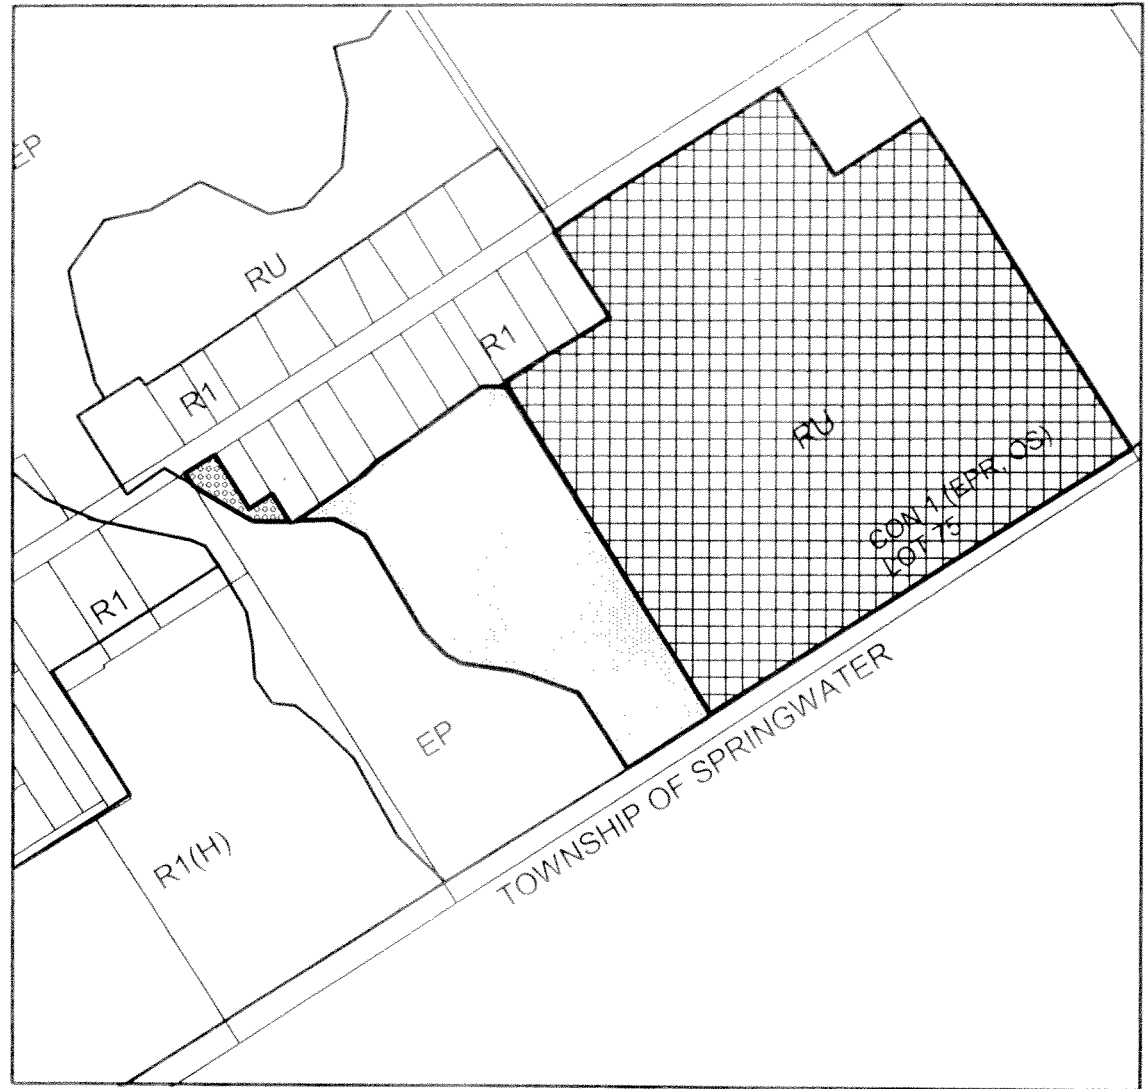 EP
RU
R1
R1
RU
CON 1 (EPR, OS)
LOT 75
R1
EP
TOWNSHIP OF SPRINGWATER
R1(H)